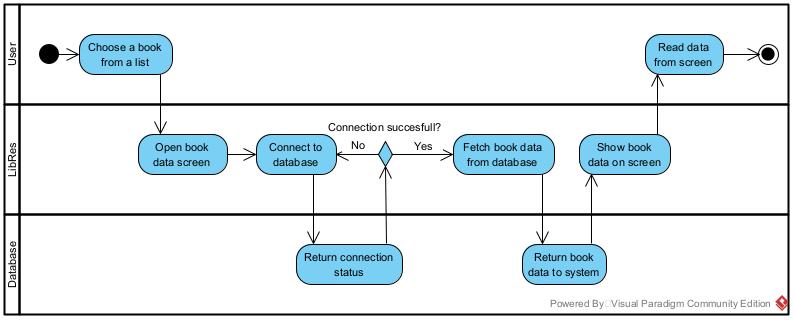 User
Choose a book
from a list
Read data
from screen
LibRes
Connection succesfull?
Open book
data screen
Connect to
database
No
Yes
Fetch book data
from database
Show book
data on screen
Database
Return connection
status
Return book
data to system
Powered By Visual Paradigm Community Edition